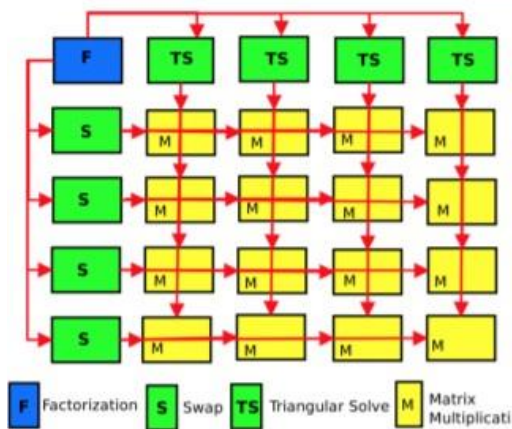 F TS TS TS TS
S M M M M
S M M M M
S M M M M
S M M M M
F Factorization S Swap TS Triangular Solve M Matrix
Multiplicati